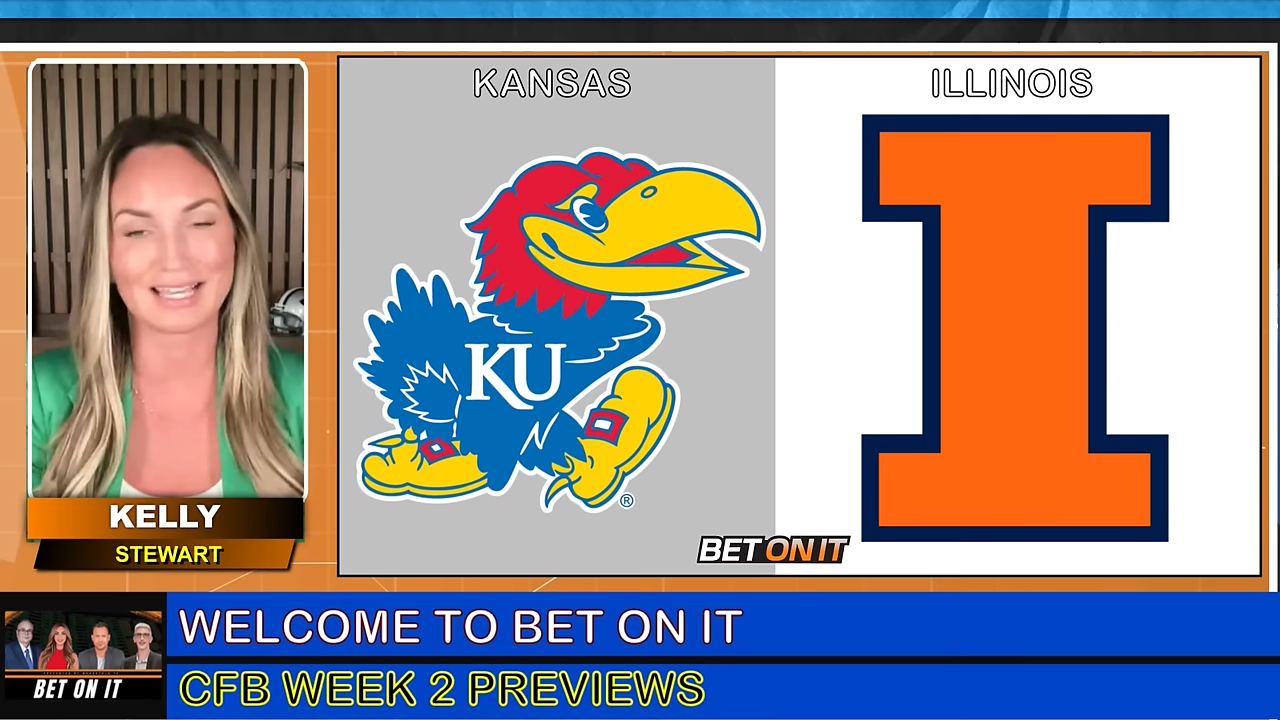 KANSAS
ILLINOIS
KU
®
I
BET ON IT
KELLY
STEWART
WELCOME TO BET ON IT
CFB WEEK 2 PREVIEWS
BET ON IT